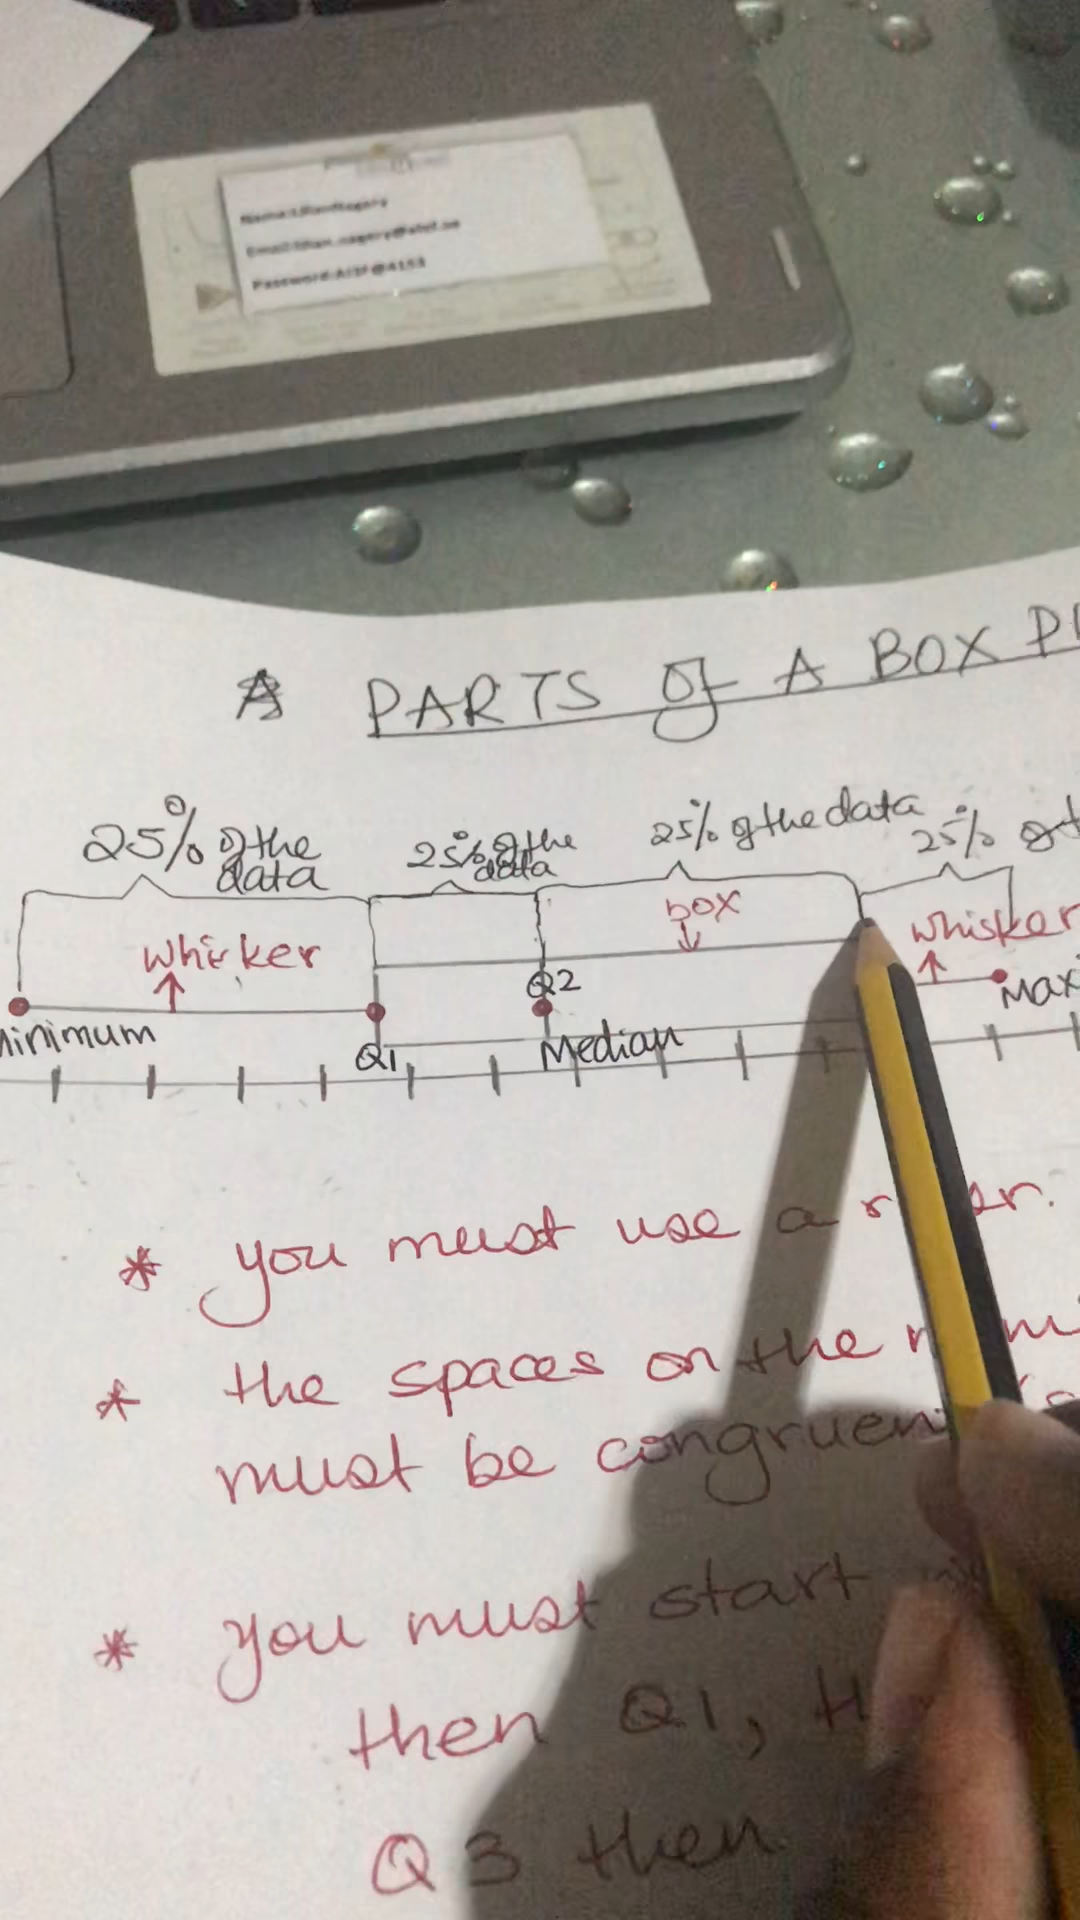 A PARTS of A BOX PL
25% of the data
25% of the data
25% of the data
25% of t
whisker
box
whisker
Q2
Minimum
Q1
Median
Max
* you must use a
* the spaces on the
must be congruen
* you must start
then Q1,
Q3 then